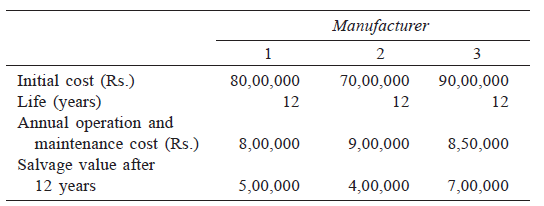 Manufacturer
1 2 3
Initial cost (Rs.) 80,00,000 70,00,000 90,00,000
Life (years) 12 12 12
Annual operation and
maintenance cost (Rs.) 8,00,000 9,00,000 8,50,000
Salvage value after
12 years 5,00,000 4,00,000 7,00,000